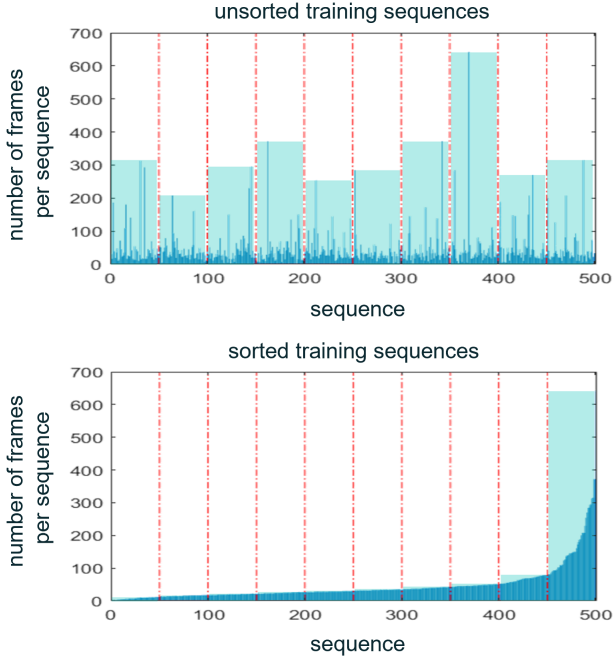 unsorted training sequences
700
600
500
400
300
200
100
0
number of frames
per sequence
0 100 200 300 400 500
sequence
sorted training sequences
700
600
500
400
300
200
100
0
number of frames
per sequence
0 100 200 300 400 500
sequence